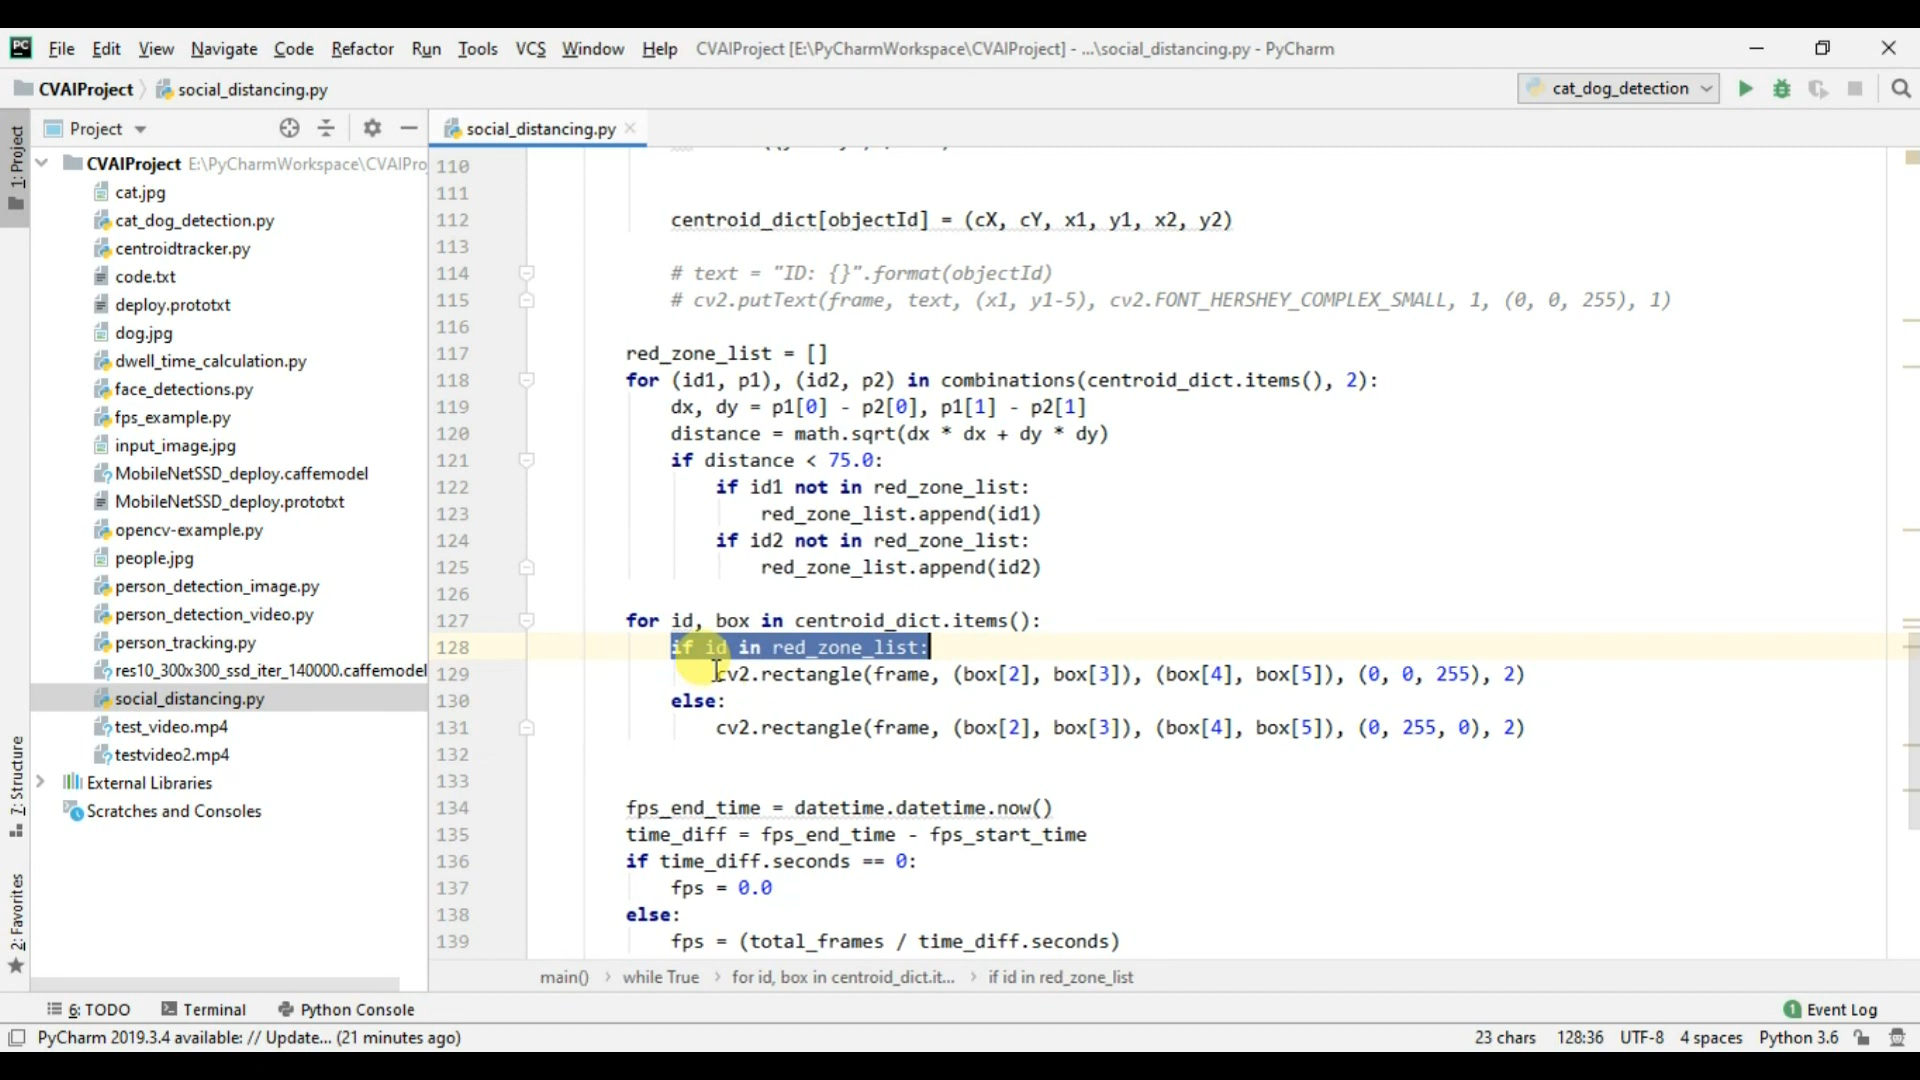 File Edit View Navigate Code Refactor Run Tools VCS Window Help CVAIProject [E:\PyCharmWorkspace\CVAIProject] - ...\social_distancing.py - PyCharm
CVAIProject social_distancing.py cat_dog_detection
Project social_distancing.py
1: Project
7: Structure
2: Favorites
CVAIProject E:\PyCharmWorkspace\CVAIPro
cat.jpg
cat_dog_detection.py
centroidtracker.py
code.txt
deploy.prototxt
dog.jpg
dwell_time_calculation.py
face_detections.py
fps_example.py
input_image.jpg
MobileNetSSD_deploy.caffemodel
MobileNetSSD_deploy.prototxt
opencv-example.py
people.jpg
person_detection_image.py
person_detection_video.py
person_tracking.py
res10_300x300_ssd_iter_140000.caffemodel
social_distancing.py
test_video.mp4
testvideo2.mp4
External Libraries
Scratches and Consoles
110
111
112 centroid_dict[objectId] = (cX, cY, x1, y1, x2, y2)
113
114 # text = "ID: {}".format(objectId)
115 # cv2.putText(frame, text, (x1, y1-5), cv2.FONT_HERSHEY_COMPLEX_SMALL, 1, (0, 0, 255), 1)
116
117 red_zone_list = []
118 for (id1, p1), (id2, p2) in combinations(centroid_dict.items(), 2):
119 dx, dy = p1[0] - p2[0], p1[1] - p2[1]
120 distance = math.sqrt(dx * dx + dy * dy)
121 if distance < 75.0:
122 if id1 not in red_zone_list:
123 red_zone_list.append(id1)
124 if id2 not in red_zone_list:
125 red_zone_list.append(id2)
126
127 for id, box in centroid_dict.items():
128 if id in red_zone_list:
129 cv2.rectangle(frame, (box[2], box[3]), (box[4], box[5]), (0, 0, 255), 2)
130 else:
131 cv2.rectangle(frame, (box[2], box[3]), (box[4], box[5]), (0, 255, 0), 2)
132
133
134 fps_end_time = datetime.datetime.now()
135 time_diff = fps_end_time - fps_start_time
136 if time_diff.seconds == 0:
137 fps = 0.0
138 else:
139 fps = (total_frames / time_diff.seconds)
main() while True for id, box in centroid_dict.it... if id in red_zone_list
6: TODO Terminal Python Console 1 Event Log
PyCharm 2019.3.4 available: // Update... (21 minutes ago) 23 chars 128:36 UTF-8 4 spaces Python 3.6